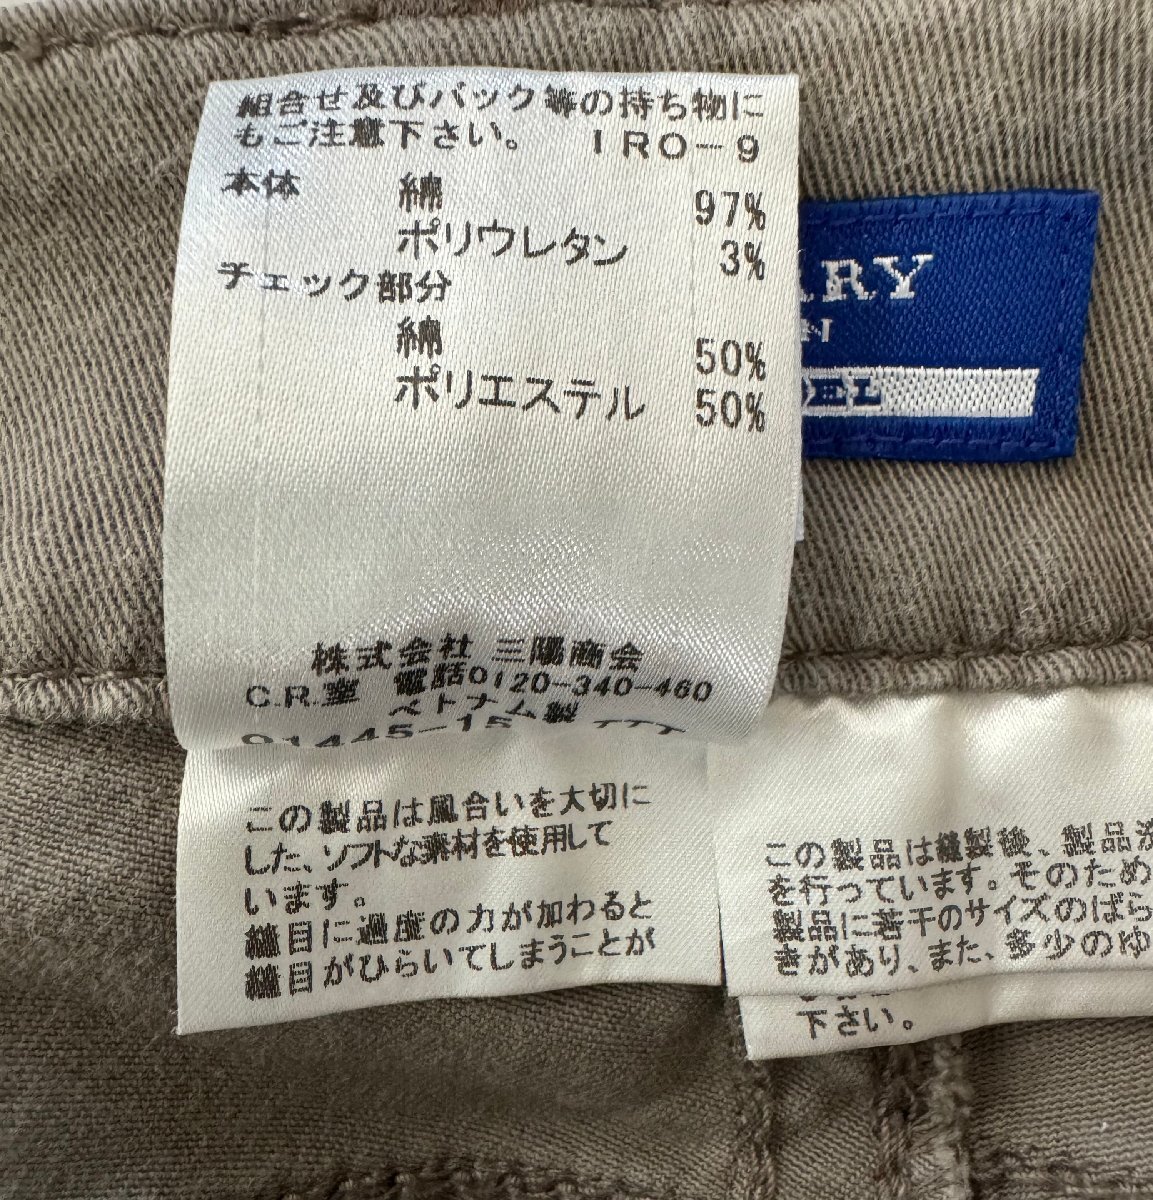 組合せ及びバック等の持ち物に
もご注意下さい。 IRO-9
本体 綿 97%
ポリウレタン 3%
チェック部分
綿 50%
ポリエステル 50%
株式会社 三陽商会
C.R.室 電話0120-340-460
ベトナム製
91445-15
RY
N
DEL
この製品は風合いを大切に
した、ソフトな素材を使用して
います。
縫目に過度の力が加わると
縫目がひらいてしまうことが
この製品は縫製後、製品洗
を行っています。そのため
製品に若干のサイズのばら
きがあり、また、多少のゆ
下さい。